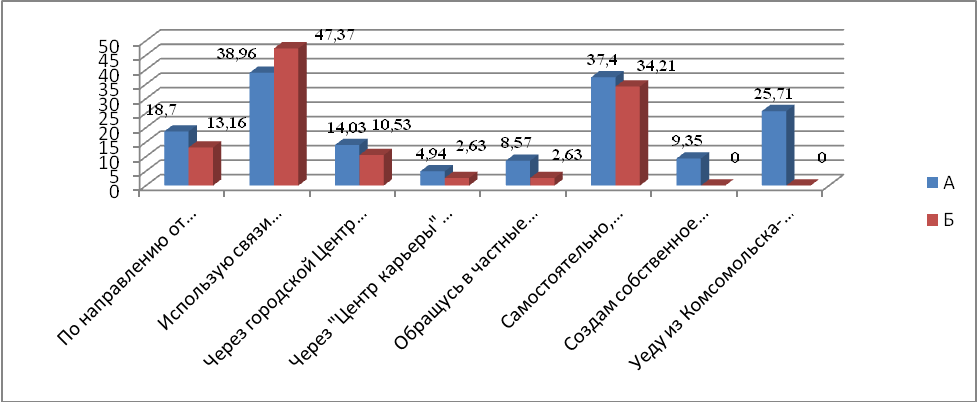 50
45
40
35
30
25
20
15
10
5
0
18,7
13,16
38,96
47,37
14,03
10,53
4,94
2,63
8,57
2,63
37,4
34,21
9,35
0
25,71
0
По направлению от...
Использую связи...
Через городской Центр...
Через "Центр карьеры"...
Обращусь в частные...
Самостоятельно,...
Создам собственное...
Уеду из Комсомольска-...
А
Б